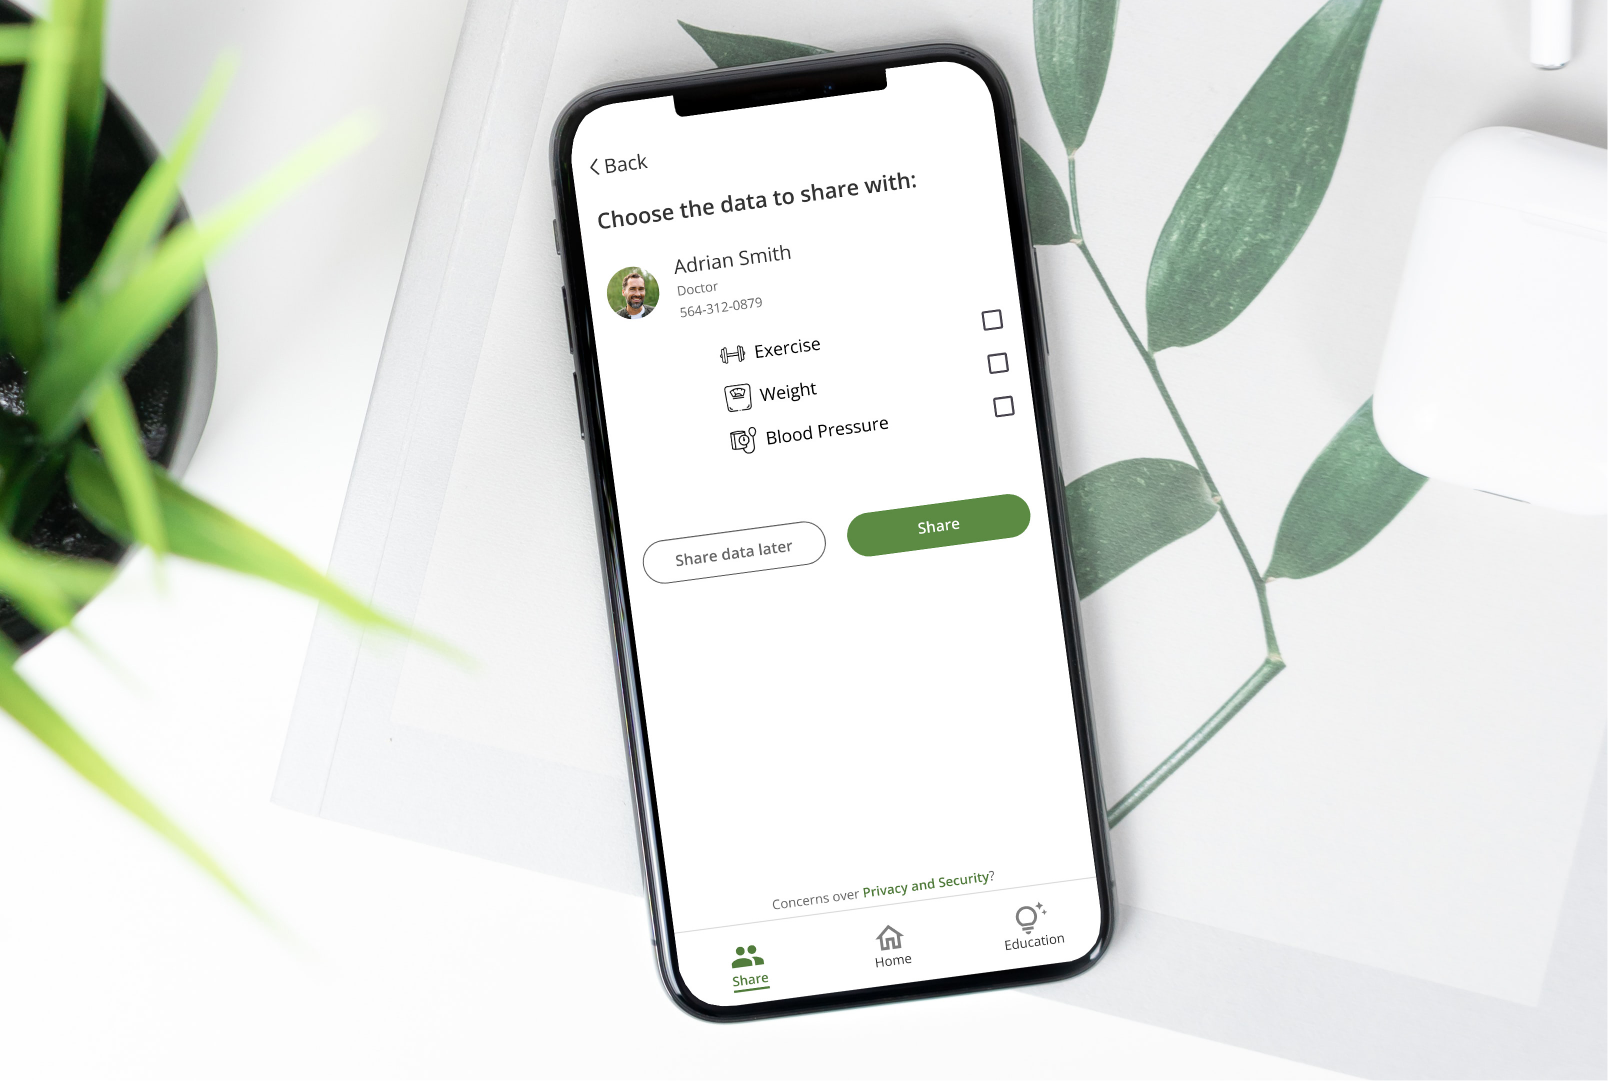 Back
Choose the data to share with:
Adrian Smith
Doctor
564-312-0879
Exercise
Weight
Blood Pressure
Share data later
Share
Concerns over Privacy and Security?
Share
Home
Education